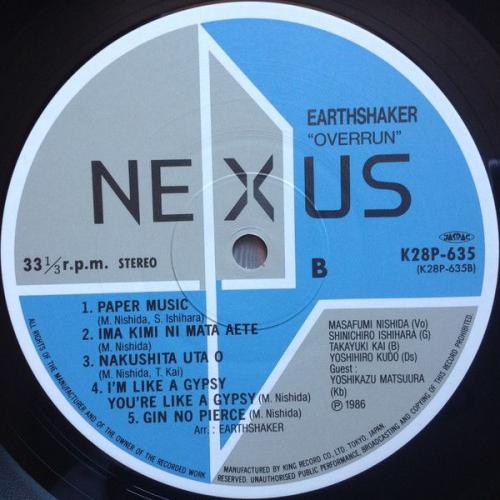 EARTHSHAKER
"OVERRUN"
NEXUS
33 1/3 r.p.m. STEREO
B
JASRAC
K28P-635
(K28P-635B)
1. PAPER MUSIC
(M. Nishida, S. Ishihara)
2. IMA KIMI NI MATA AETE
(M. Nishida)
3. NAKUSHITA UTA O
(M. Nishida, T. Kai)
4. I'M LIKE A GYPSY
YOU'RE LIKE A GYPSY (M. Nishida)
5. GIN NO PIERCE (M. Nishida)
Arr. : EARTHSHAKER
MASAFUMI NISHIDA (Vo)
SHINICHIRO ISHIHARA (G)
TAKAYUKI KAI (B)
YOSHIHIRO KUDO (Ds)
Guest :
YOSHIKAZU MATSUURA
(Kb)
℗ 1986
ALL RIGHTS OF THE MANUFACTURER AND OF THE OWNER OF THE RECORDED WORK RESERVED. UNAUTHORISED PUBLIC PERFORMANCE, BROADCASTING AND COPYING OF THIS RECORD PROHIBITED.
MANUFACTURED BY KING RECORD CO., LTD. TOKYO, JAPAN